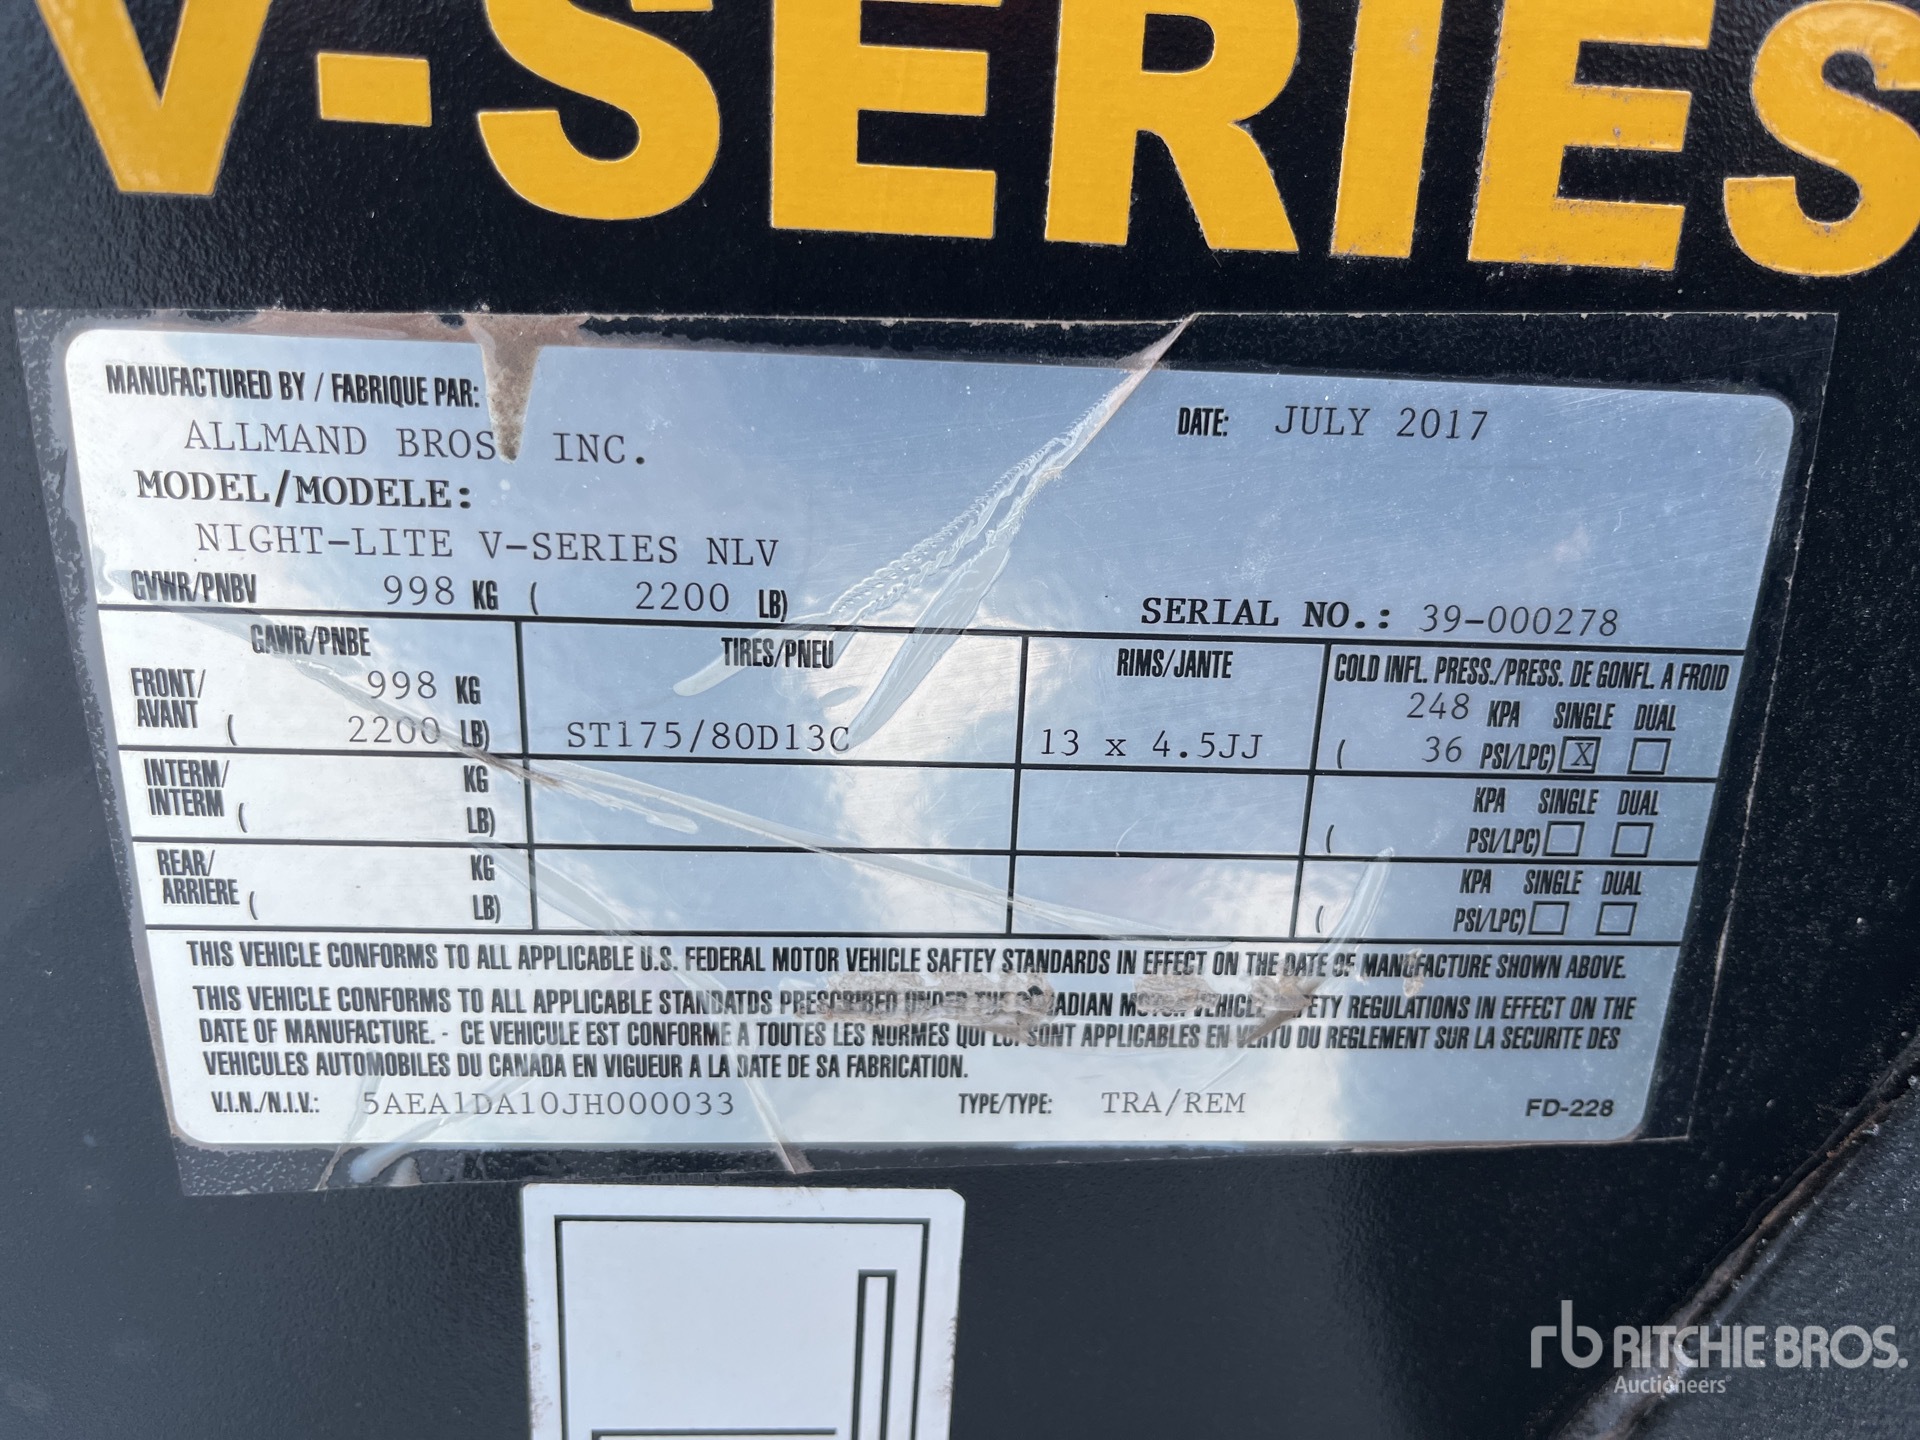 V-SERIES
MANUFACTURED BY / FABRIQUE PAR:
ALLMAND BROS. INC.
DATE: JULY 2017
MODEL/MODELE:
NIGHT-LITE V-SERIES NLV
GVWR/PNBV 998 KG ( 2200 LB)
SERIAL NO.: 39-000278
GAWR/PNBE TIRES/PNEU RIMS/JANTE COLD INFL. PRESS./PRESS. DE GONFL. A FROID
FRONT/ 998 KG 248 KPA SINGLE DUAL
AVANT ( 2200 LB) ST175/80D13C 13 x 4.5JJ ( 36 PSI/LPC) X
INTERM/ KG KPA SINGLE DUAL
INTERM ( LB) ( PSI/LPC)
REAR/ KG KPA SINGLE DUAL
ARRIERE ( LB) ( PSI/LPC)
THIS VEHICLE CONFORMS TO ALL APPLICABLE U.S. FEDERAL MOTOR VEHICLE SAFTEY STANDARDS IN EFFECT ON THE DATE OF MANUFACTURE SHOWN ABOVE.
THIS VEHICLE CONFORMS TO ALL APPLICABLE STANDATDS PRESCRIBED UNDER THE CANADIAN MOTOR VEHICLE SAFETY REGULATIONS IN EFFECT ON THE
DATE OF MANUFACTURE. - CE VEHICULE EST CONFORME A TOUTES LES NORMES QUI LUI SONT APPLICABLES EN VERTU DU REGLEMENT SUR LA SECURITE DES
VEHICULES AUTOMOBILES DU CANADA EN VIGUEUR A LA DATE DE SA FABRICATION.
V.I.N./N.I.V.: 5AEA1DA10JH000033 TYPE/TYPE: TRA/REM FD-228
rb RITCHIE BROS.
Auctioneers